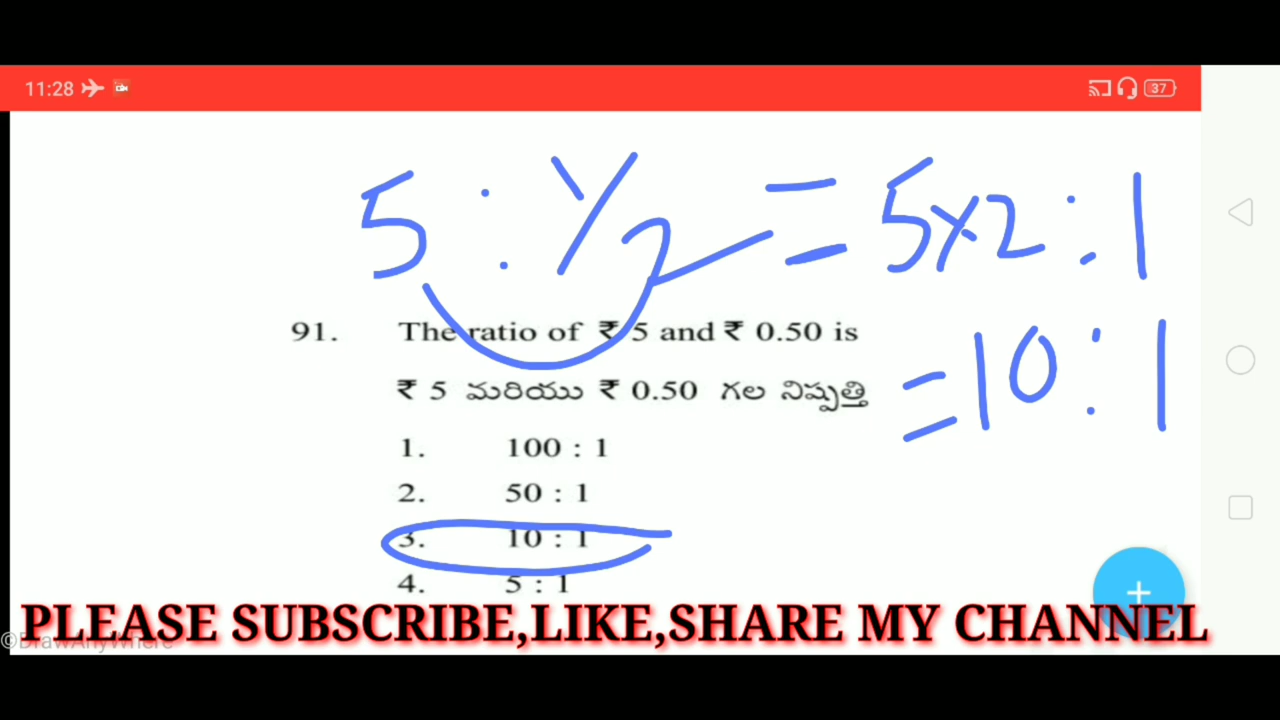 11:28 37
5 : 1/2 = 5x2 : 1
91. The ratio of ₹ 5 and ₹ 0.50 is
₹ 5 మరియు ₹ 0.50 గల నిష్పత్తి
= 10 : 1
1. 100 : 1
2. 50 : 1
3. 10 : 1
4. 5 : 1
+
PLEASE SUBSCRIBE,LIKE,SHARE MY CHANNEL
©DrawAnyWhere